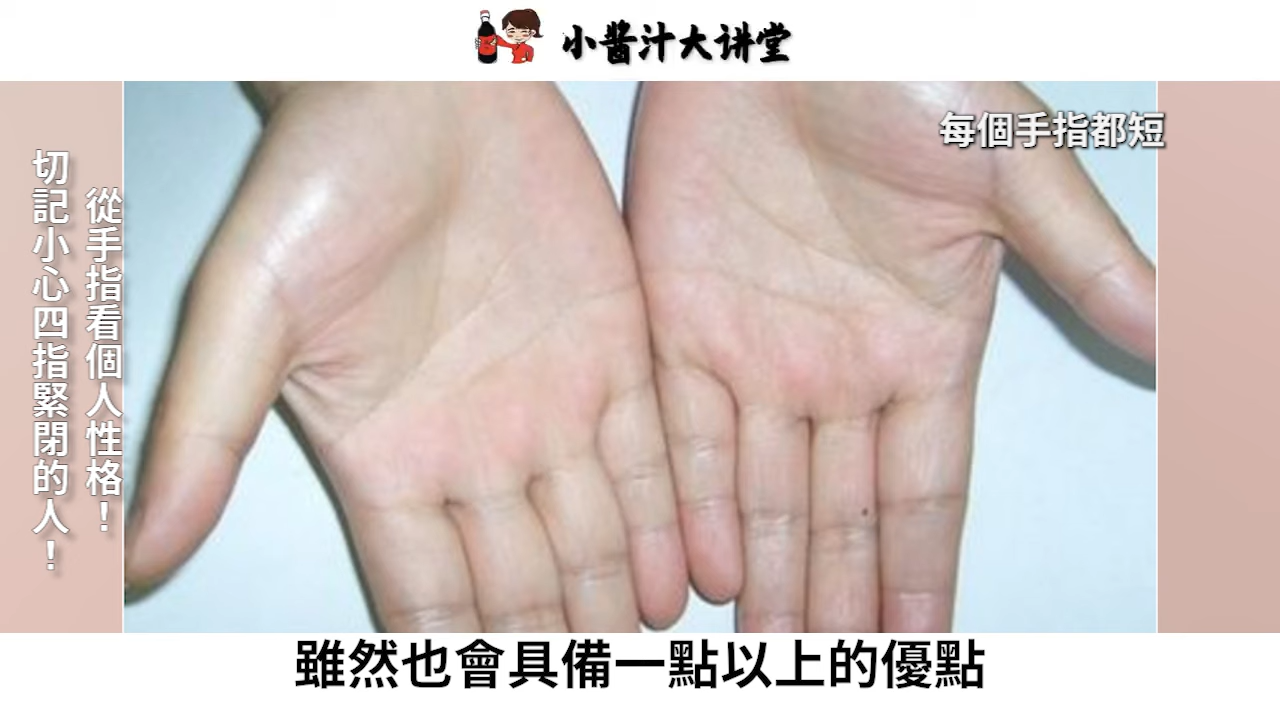 小醬汁大讲堂
每個手指都短
從手指看個人性格！
切記小心四指緊閉的人！
雖然也會具備一點以上的優點